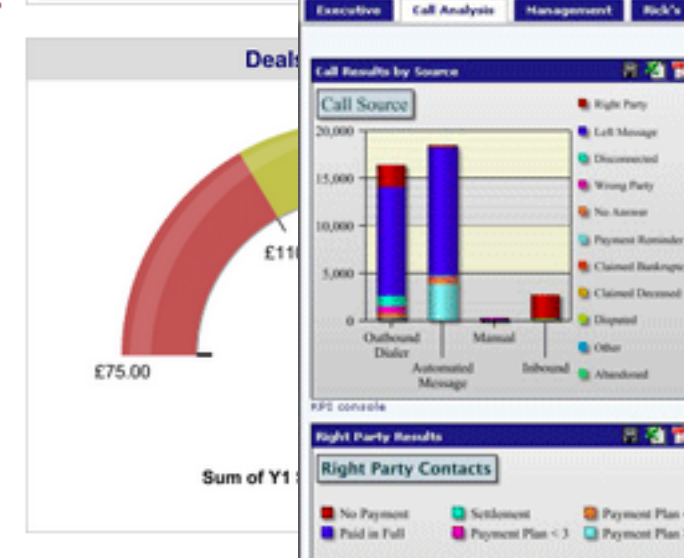 Executive Call Analysis Management Rick's
Deals
Call Results by Source
Call Source
20,000
15,000
10,000
5,000
0
Outbound Dialer
Automated Message
Manual
Inbound
Right Party
Left Message
Disconnected
Wrong Party
No Answer
Payment Reminder
Claimed Bankruptc
Claimed Deceased
Disputed
Other
Abandoned
£110
£75.00
Sum of Y1
KPI console
Right Party Results
Right Party Contacts
No Payment Settlement Payment Plan
Paid in Full Payment Plan < 3 Payment Plan